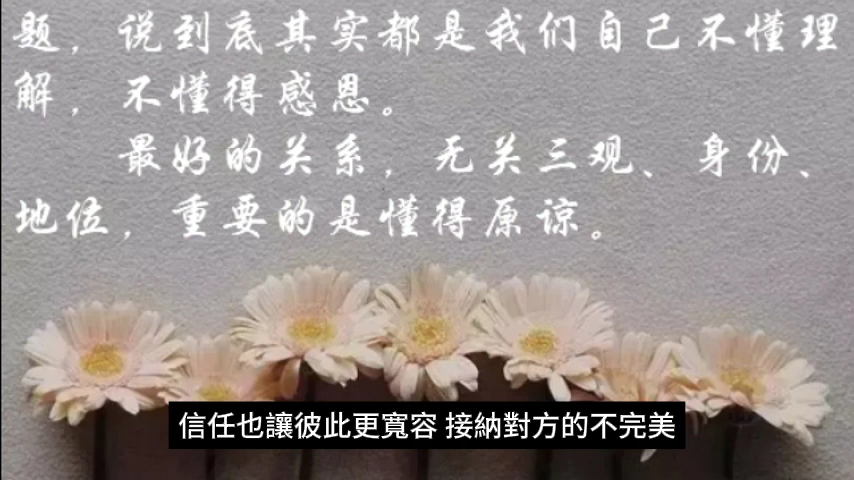 题，说到底其实都是我们自己不懂理
解，不懂得感恩。
最好的关系，无关三观、身份、
地位，重要的是懂得原谅。
信任也讓彼此更寬容 接納對方的不完美